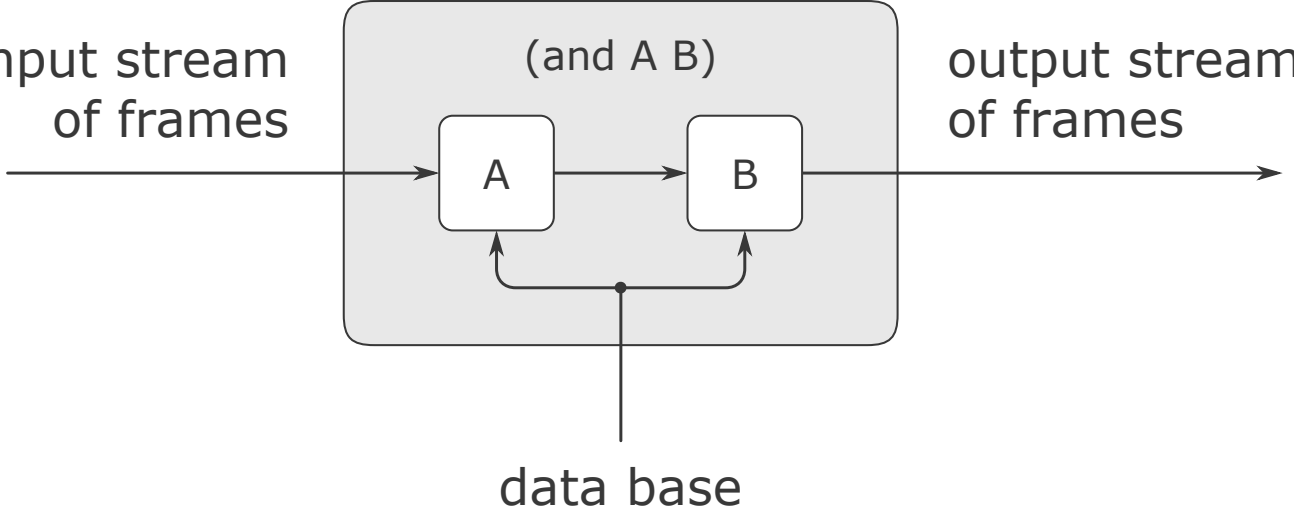 nput stream
of frames
(and A B)
output stream
of frames
A
B
data base